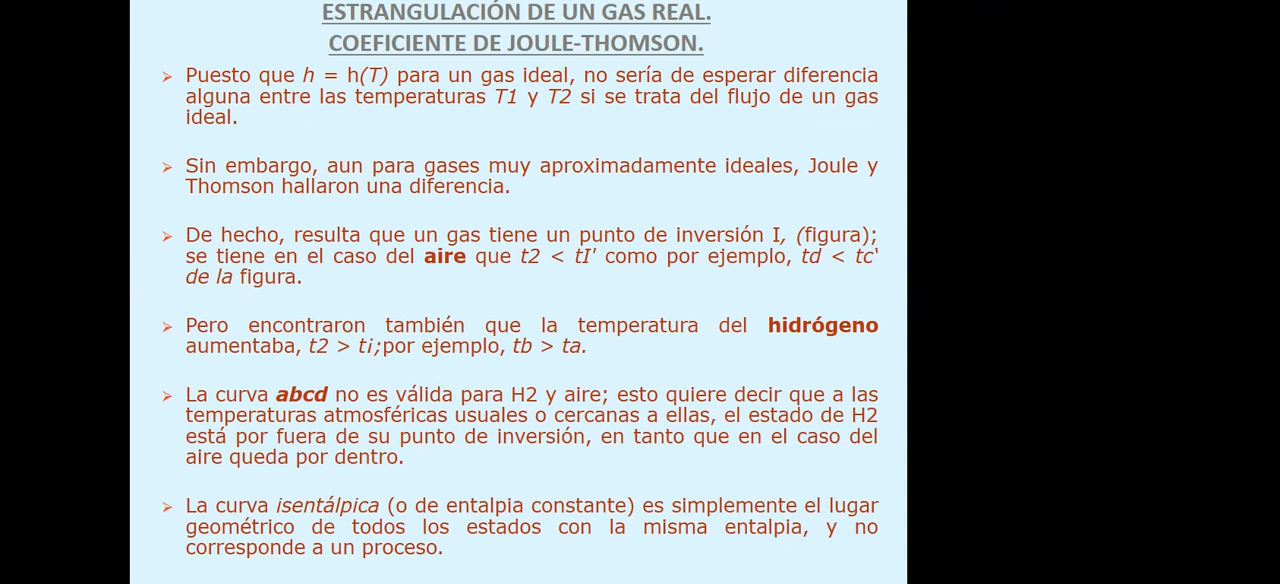 ESTRANGULACIÓN DE UN GAS REAL.
COEFICIENTE DE JOULE-THOMSON.
➢ Puesto que h = h(T) para un gas ideal, no sería de esperar diferencia
alguna entre las temperaturas T1 y T2 si se trata del flujo de un gas
ideal.
➢ Sin embargo, aun para gases muy aproximadamente ideales, Joule y
Thomson hallaron una diferencia.
➢ De hecho, resulta que un gas tiene un punto de inversión I, (figura);
se tiene en el caso del aire que t2 < tI' como por ejemplo, td < tc'
de la figura.
➢ Pero encontraron también que la temperatura del hidrógeno
aumentaba, t2 > ti;por ejemplo, tb > ta.
➢ La curva abcd no es válida para H2 y aire; esto quiere decir que a las
temperaturas atmosféricas usuales o cercanas a ellas, el estado de H2
está por fuera de su punto de inversión, en tanto que en el caso del
aire queda por dentro.
➢ La curva isentálpica (o de entalpia constante) es simplemente el lugar
geométrico de todos los estados con la misma entalpia, y no
corresponde a un proceso.